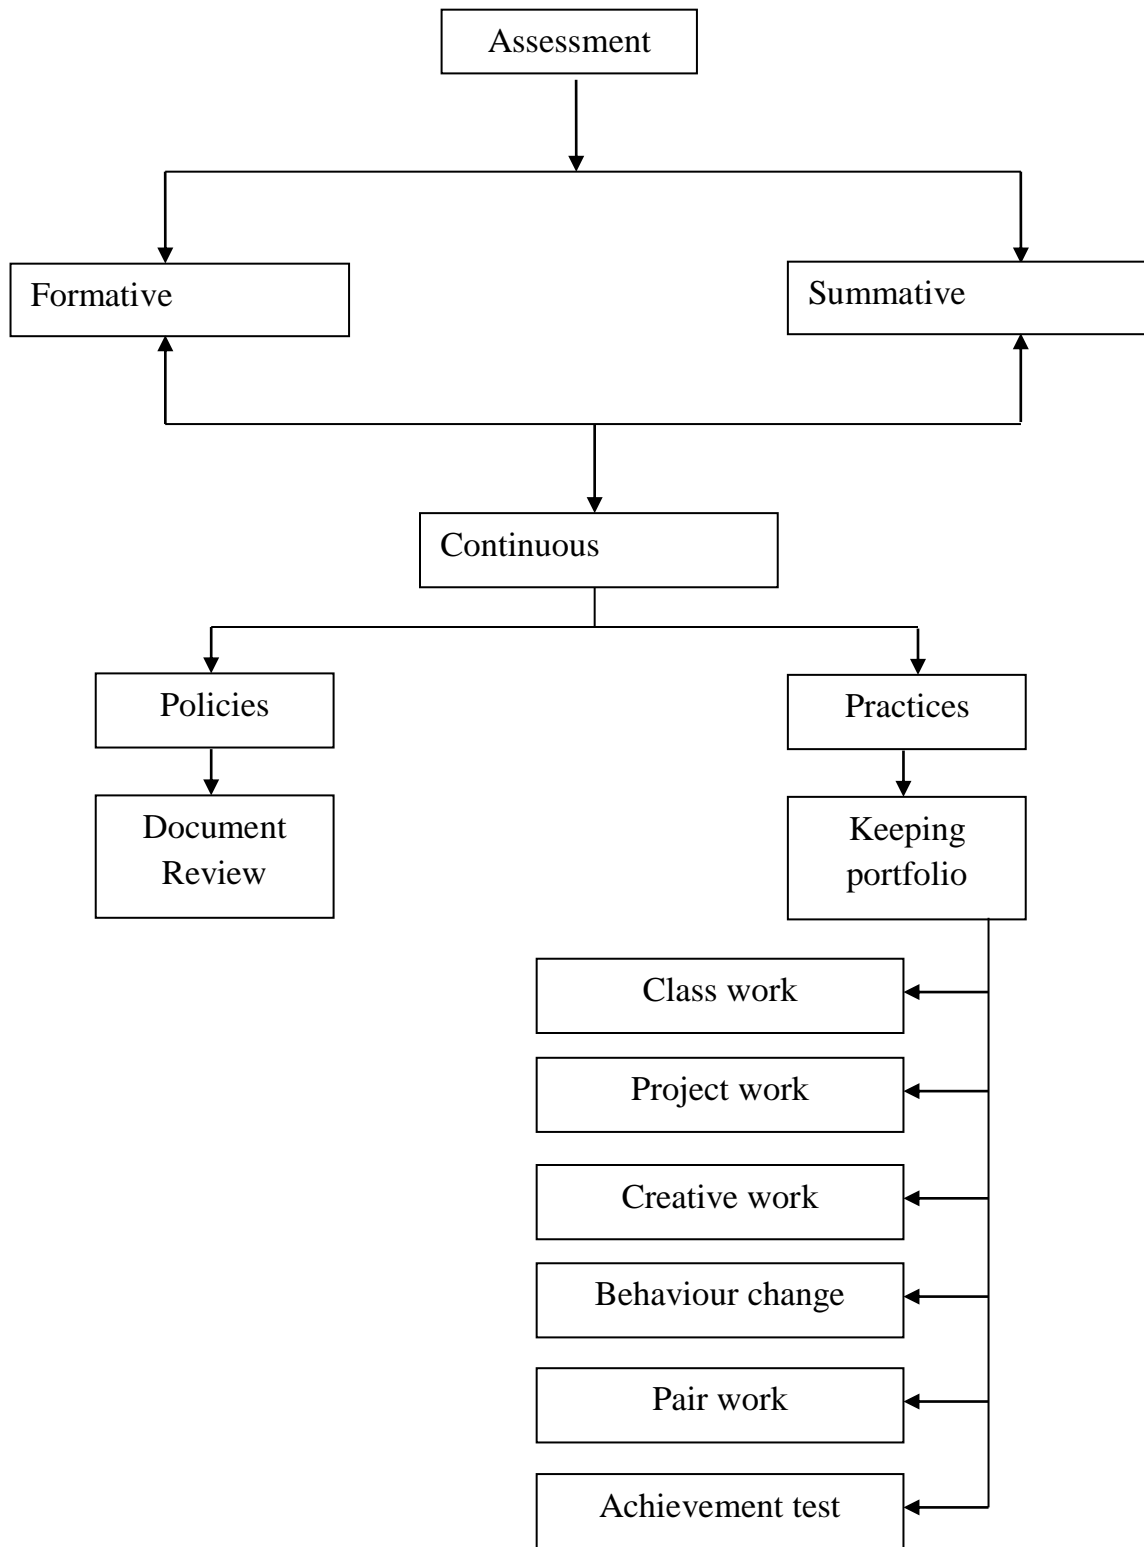 Assessment
Formative
Summative
Continuous
Policies
Practices
Document
Review
Keeping
portfolio
Class work
Project work
Creative work
Behaviour change
Pair work
Achievement test